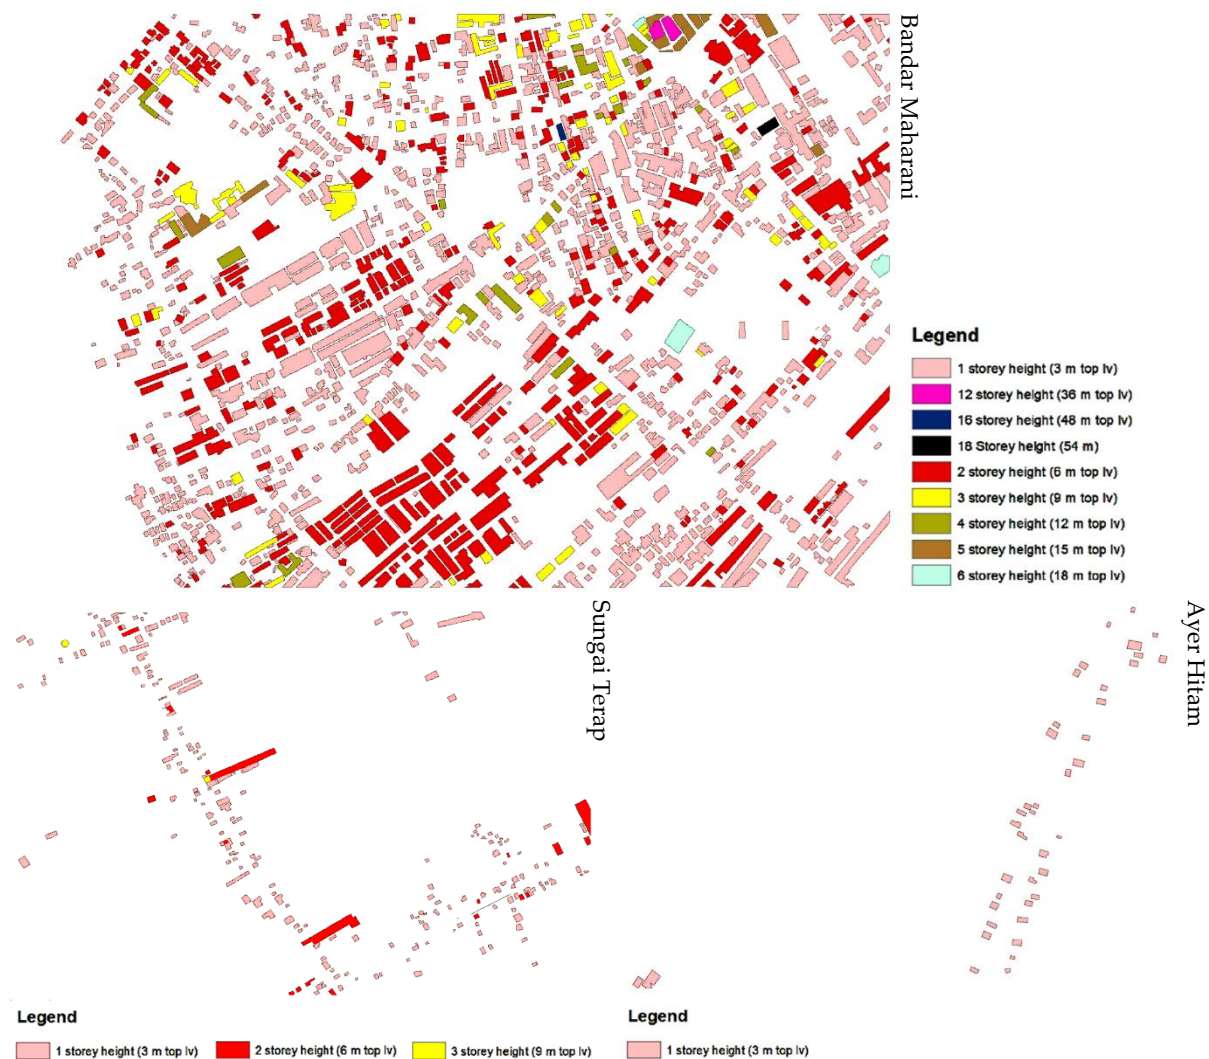 Bandar Maharani
Legend
1 storey height (3 m top lv)
12 storey height (36 m top lv)
16 storey height (48 m top lv)
18 Storey height (54 m)
2 storey height (6 m top lv)
3 storey height (9 m top lv)
4 storey height (12 m top lv)
5 storey height (15 m top lv)
6 storey height (18 m top lv)
Sungai Terap
Ayer Hitam
Legend
1 storey height (3 m top lv)
2 storey height (6 m top lv)
3 storey height (9 m top lv)
Legend
1 storey height (3 m top lv)